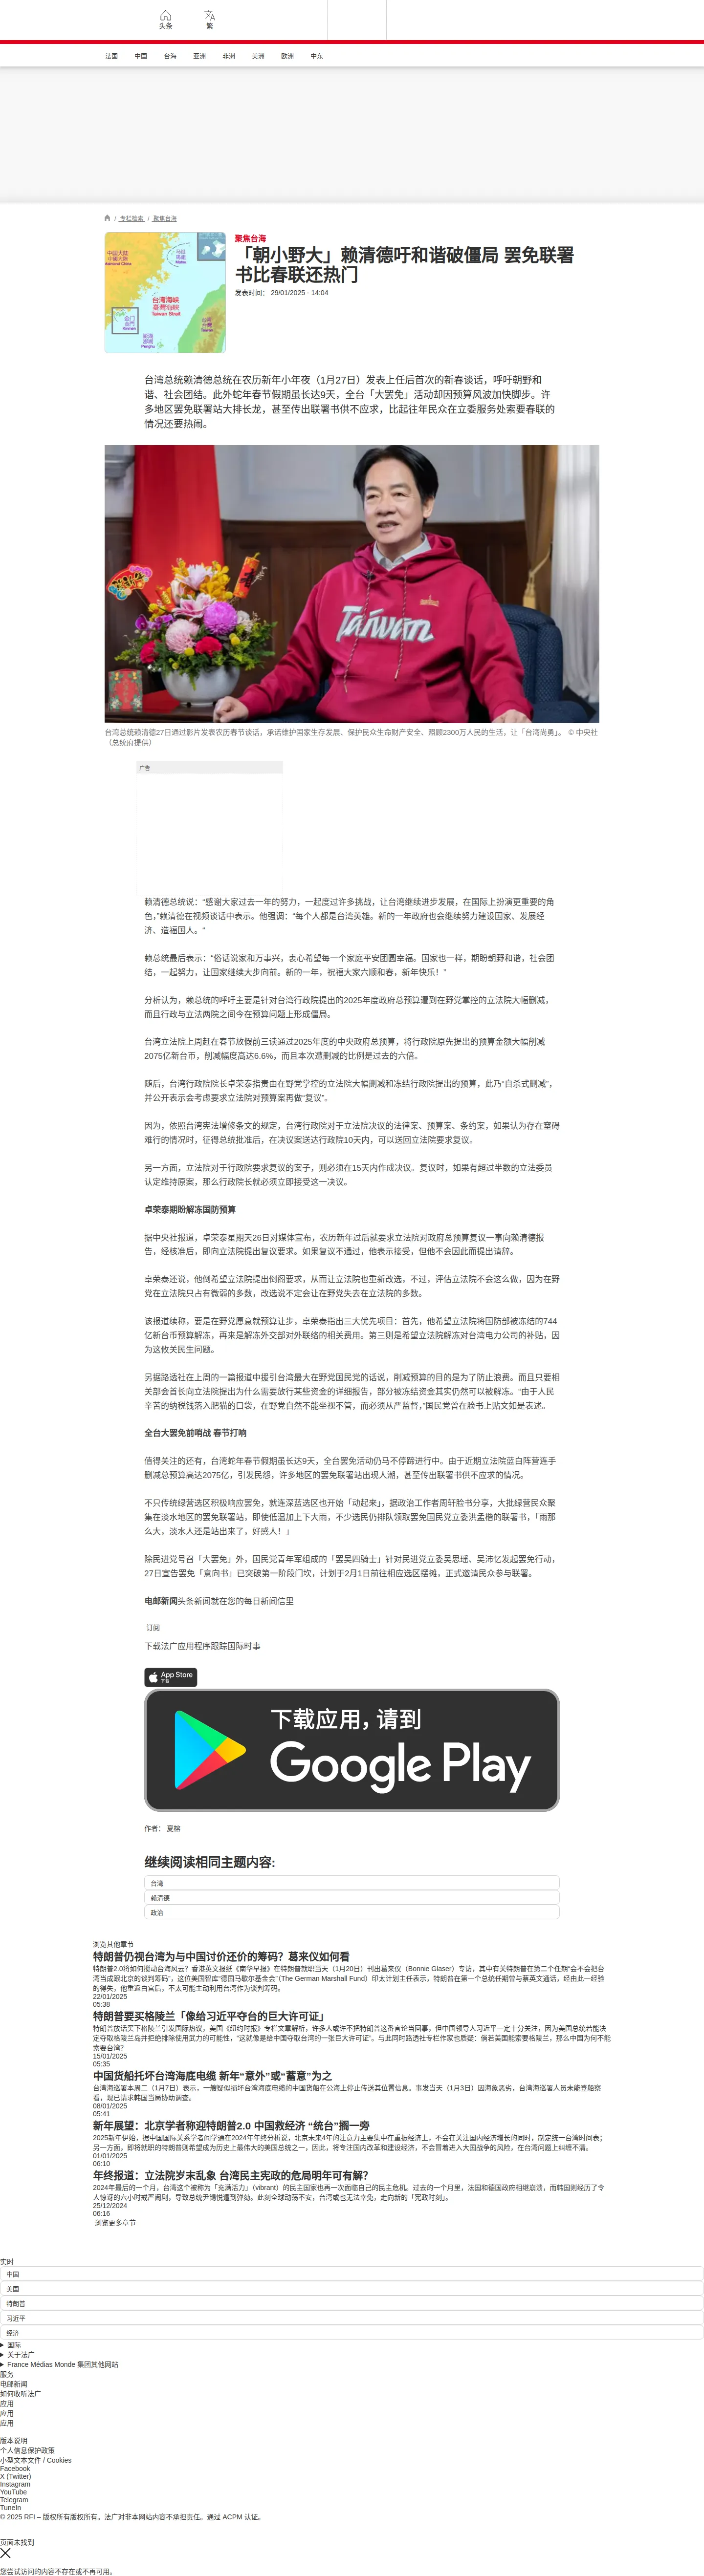 头条
繁
法国 中国 台海 亚洲 非洲 美洲 欧洲 中东
/ 专栏检索 / 聚焦台海
聚焦台海
「朝小野大」赖清德吁和谐破僵局 罢免联署
书比春联还热门
发表时间： 29/01/2025 - 14:04
台湾海峡
臺灣海峽
Taiwan Strait
台湾总统赖清德总统在农历新年小年夜（1月27日）发表上任后首次的新春谈话，呼吁朝野和
谐、社会团结。此外蛇年春节假期虽长达9天，全台「大罢免」活动却因预算风波加快脚步。许
多地区罢免联署站大排长龙，甚至传出联署书供不应求，比起往年民众在立委服务处索要春联的
情况还要热闹。
Taiwan
台湾总统赖清德27日通过影片发表农历春节谈话，承诺维护国家生存发展、保护民众生命财产安全、照顾2300万人民的生活，让「台湾尚勇」。 © 中央社
（总统府提供）
广告
赖清德总统说：“感谢大家过去一年的努力，一起度过许多挑战，让台湾继续进步发展，在国际上扮演更重要的角
色，”赖清德在视频谈话中表示。他强调：“每个人都是台湾英雄。新的一年政府也会继续努力建设国家、发展经
济、造福国人。”
赖总统最后表示：“俗话说家和万事兴，衷心希望每一个家庭平安团圆幸福。国家也一样，期盼朝野和谐，社会团
结，一起努力，让国家继续大步向前。新的一年，祝福大家六顺和春，新年快乐！”
分析认为，赖总统的呼吁主要是针对台湾行政院提出的2025年度政府总预算遭到在野党掌控的立法院大幅删减，
而且行政与立法两院之间今在预算问题上形成僵局。
台湾立法院上周赶在春节放假前三读通过2025年度的中央政府总预算，将行政院原先提出的预算金额大幅削减
2075亿新台币，削减幅度高达6.6%，而且本次遭删减的比例是过去的六倍。
随后，台湾行政院院长卓荣泰指责由在野党掌控的立法院大幅删减和冻结行政院提出的预算，此乃“自杀式删减”，
并公开表示会考虑要求立法院对预算案再做“复议”。
因为，依照台湾宪法增修条文的规定，台湾行政院对于立法院决议的法律案、预算案、条约案，如果认为存在窒碍
难行的情况时，征得总统批准后，在决议案送达行政院10天内，可以送回立法院要求复议。
另一方面，立法院对于行政院要求复议的案子，则必须在15天内作成决议。复议时，如果有超过半数的立法委员
认定维持原案，那么行政院长就必须立即接受这一决议。
卓荣泰期盼解冻国防预算
据中央社报道，卓荣泰星期天26日对媒体宣布，农历新年过后就要求立法院对政府总预算复议一事向赖清德报
告，经核准后，即向立法院提出复议要求。如果复议不通过，他表示接受，但他不会因此而提出请辞。
卓荣泰还说，他倒希望立法院提出倒阁要求，从而让立法院也重新改选，不过，评估立法院不会这么做，因为在野
党在立法院只占有微弱的多数，改选说不定会让在野党失去在立法院的多数。
该报道续称，要是在野党愿意就预算让步，卓荣泰指出三大优先项目：首先，他希望立法院将国防部被冻结的744
亿新台币预算解冻，再来是解冻外交部对外联络的相关费用。第三则是希望立法院解冻对台湾电力公司的补贴，因
为这攸关民生问题。
另据路透社在上周的一篇报道中援引台湾最大在野党国民党的话说，削减预算的目的是为了防止浪费。而且只要相
关部会首长向立法院提出为什么需要放行某些资金的详细报告，部分被冻结资金其实仍然可以被解冻。“由于人民
辛苦的纳税钱落入肥猫的口袋，在野党自然不能坐视不管，而必须从严监督，”国民党曾在脸书上贴文如是表述。
全台大罢免前哨战 春节打响
值得关注的还有，台湾蛇年春节假期虽长达9天，全台罢免活动仍马不停蹄进行中。由于近期立法院蓝白阵营连手
删减总预算高达2075亿，引发民怨，许多地区的罢免联署站出现人潮，甚至传出联署书供不应求的情况。
不只传统绿营选区积极响应罢免，就连深蓝选区也开始「动起来」，据政治工作者周轩脸书分享，大批绿营民众聚
集在淡水地区的罢免联署站，即使低温加上下大雨，不少选民仍排队领取罢免国民党立委洪孟楷的联署书，「雨那
么大，淡水人还是站出来了，好感人！」
除民进党号召「大罢免」外，国民党青年军组成的「罢吴四骑士」针对民进党立委吴思瑶、吴沛忆发起罢免行动，
27日宣告罢免「意向书」已突破第一阶段门坎，计划于2月1日前往相应选区摆摊，正式邀请民众参与联署。
电邮新闻头条新闻就在您的每日新闻信里
订阅
下载法广应用程序跟踪国际时事
App Store
下载
下载应用，请到
Google Play
作者： 夏榕
继续阅读相同主题内容:
台湾
赖清德
政治
浏览其他章节
特朗普仍视台湾为与中国讨价还价的筹码？葛来仪如何看
特朗普2.0将如何摆动台海风云？香港英文报纸《南华早报》在特朗普就职当天（1月20日）刊出葛来仪（Bonnie Glaser）专访，其中有关特朗普在第二个任期“会不会把台
湾当成跟北京的谈判筹码”，这位美国智库“德国马歇尔基金会”（The German Marshall Fund）印太计划主任表示，特朗普在第一个总统任期曾与蔡英文通话，经由此一经验
的得失，他重返白宫后，不太可能主动利用台湾作为谈判筹码。
22/01/2025
05:38
特朗普要买格陵兰「像给习近平夺台的巨大许可证」
特朗普放话买下格陵兰引发国际热议，美国《纽约时报》专栏文章解析，许多人或许不把特朗普这番言论当回事，但中国领导人习近平一定十分关注，因为美国总统若能决
定夺取格陵兰岛并拒绝排除使用武力的可能性，“这就像是给中国夺取台湾的一张巨大许可证”。与此同时路透社专栏作家也质疑：倘若美国能索要格陵兰，那么中国为何不能
索要台湾？
15/01/2025
05:35
中国货船托坏台湾海底电缆 新年“意外”或“蓄意”为之
台湾海巡署本周二（1月7日）表示，一艘疑似损坏台湾海底电缆的中国货船在公海上停止传送其位置信息。事发当天（1月3日）因海象恶劣，台湾海巡署人员未能登船察
看，现已请求韩国当局协助调查。
08/01/2025
05:41
新年展望：北京学者称迎特朗普2.0 中国救经济 “统台”搁一旁
2025新年伊始，据中国国际关系学者阎学通在2024年年终分析说，北京未来4年的注意力主要集中在重振经济上，不会在关注国内经济增长的同时，制定统一台湾时间表；
另一方面，即将就职的特朗普则希望成为历史上最伟大的美国总统之一，因此，将专注国内改革和建设经济，不会冒着进入大国战争的风险，在台湾问题上纠缠不清。
01/01/2025
06:10
年终报道：立法院岁末乱象 台湾民主宪政的危局明年可有解？
2024年最后的一个月，台湾这个被称为「充满活力」（vibrant）的民主国家也再一次面临自己的民主危机。过去的一个月里，法国和德国政府相继崩溃，而韩国则经历了令
人惊讶的六小时戒严闹剧，导致总统尹锡悦遭到弹劾。此刻全球动荡不安，台湾或也无法幸免，走向新的「宪政时刻」。
25/12/2024
06:16
浏览更多章节
实时
中国
美国
特朗普
习近平
经济
国际
关于法广
France Médias Monde 集团其他网站
服务
电邮新闻
如何收听法广
应用
应用
应用
版本说明
个人信息保护政策
小型文本文件 / Cookies
Facebook
X (Twitter)
Instagram
YouTube
Telegram
TuneIn
© 2025 RFI – 版权所有版权所有。法广对非本网站内容不承担责任。通过 ACPM 认证。
页面未找到
您尝试访问的内容不存在或不再可用。